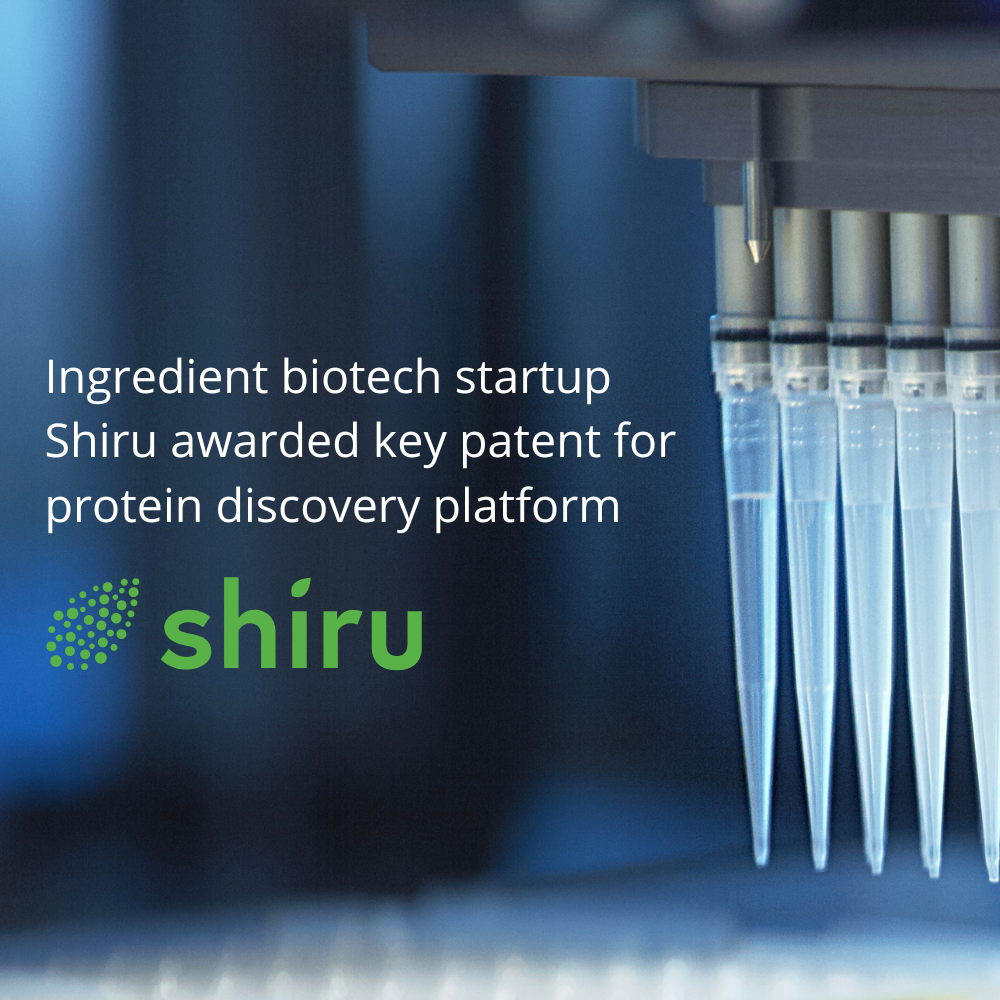 Ingredient biotech startup
Shiru awarded key patent for
protein discovery platform
shiru